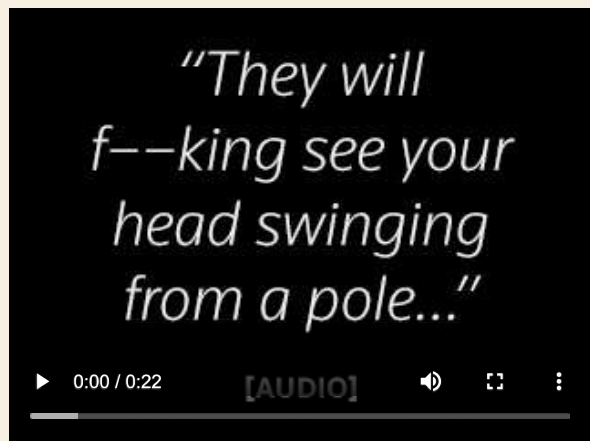 “They will
f––king see your
head swinging
from a pole...”
0:00 / 0:22
[AUDIO]